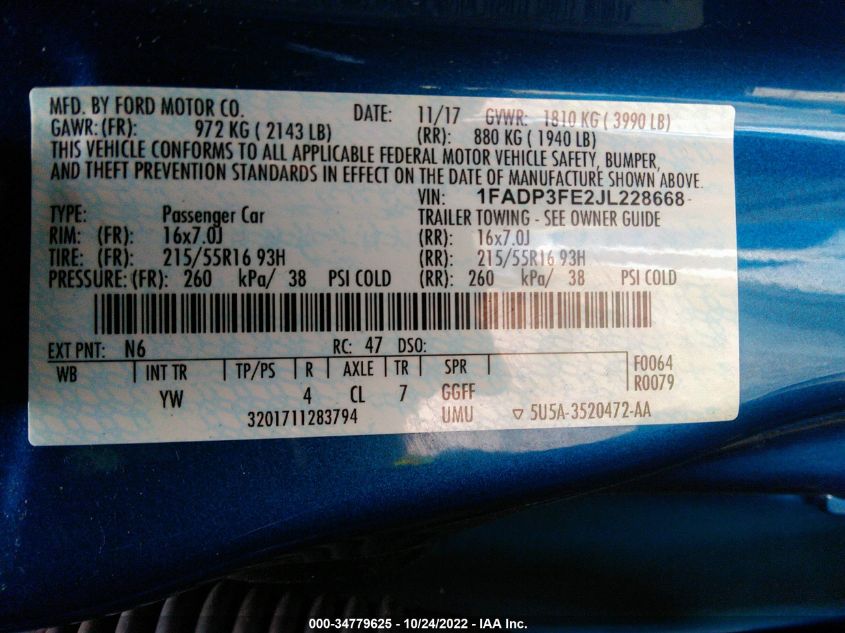 MFD. BY FORD MOTOR CO. DATE: 11/17 GVWR: 1810 KG ( 3990 LB)
GAWR: (FR): 972 KG ( 2143 LB) (RR): 880 KG ( 1940 LB)
THIS VEHICLE CONFORMS TO ALL APPLICABLE FEDERAL MOTOR VEHICLE SAFETY, BUMPER,
AND THEFT PREVENTION STANDARDS IN EFFECT ON THE DATE OF MANUFACTURE SHOWN ABOVE.
VIN: 1FADP3FE2JL228668
TYPE: Passenger Car TRAILER TOWING - SEE OWNER GUIDE
RIM: (FR): 16x7.0J (RR): 16x7.0J
TIRE: (FR): 215/55R16 93H (RR): 215/55R16 93H
PRESSURE: (FR): 260 kPa/ 38 PSI COLD (RR): 260 kPa/ 38 PSI COLD
EXT PNT: N6 RC: 47 DSO:
WB INT TR TP/PS R AXLE TR SPR F0064
YW 4 CL 7 GGFF R0079
3201711283794 UMU ▽ 5U5A-3520472-AA
000-34779625 - 10/24/2022 - IAA Inc.